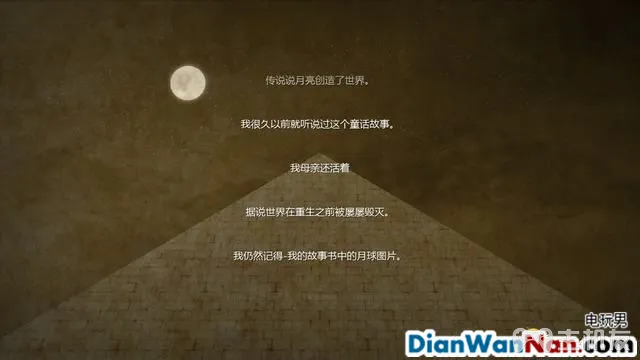 传说说月亮创造了世界。
我很久以前就听说过这个童话故事。
我母亲还活着
据说世界在重生之前被屡屡毁灭。
我仍然记得-我的故事书中的月球图片。
电玩男
DianWanNan.com